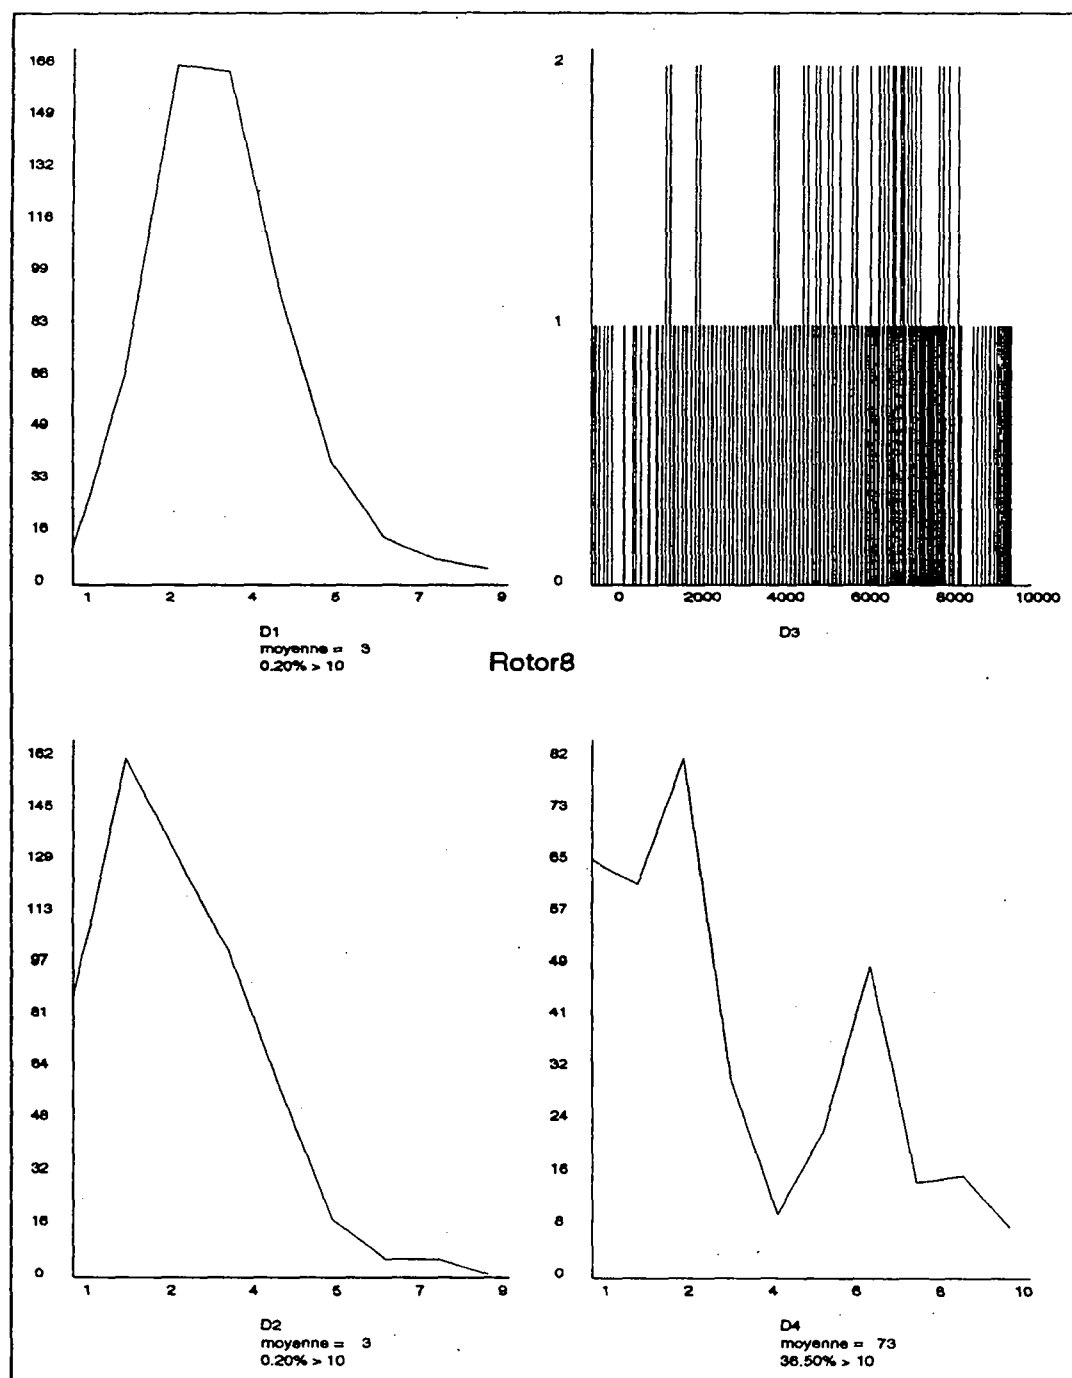 166
149
132
116
99
83
66
49
33
16
0
1 2 4 5 7 9
D1
moyenne = 3
0.20% > 10
2
1
0
0 2000 4000 6000 8000 10000
D3
Rotor8
162
145
129
113
97
81
64
48
32
16
0
1 2 4 5 7 9
D2
moyenne = 3
0.20% > 10
82
73
65
57
49
41
32
24
16
8
0
1 2 4 6 8 10
D4
moyenne = 73
36.50% > 10